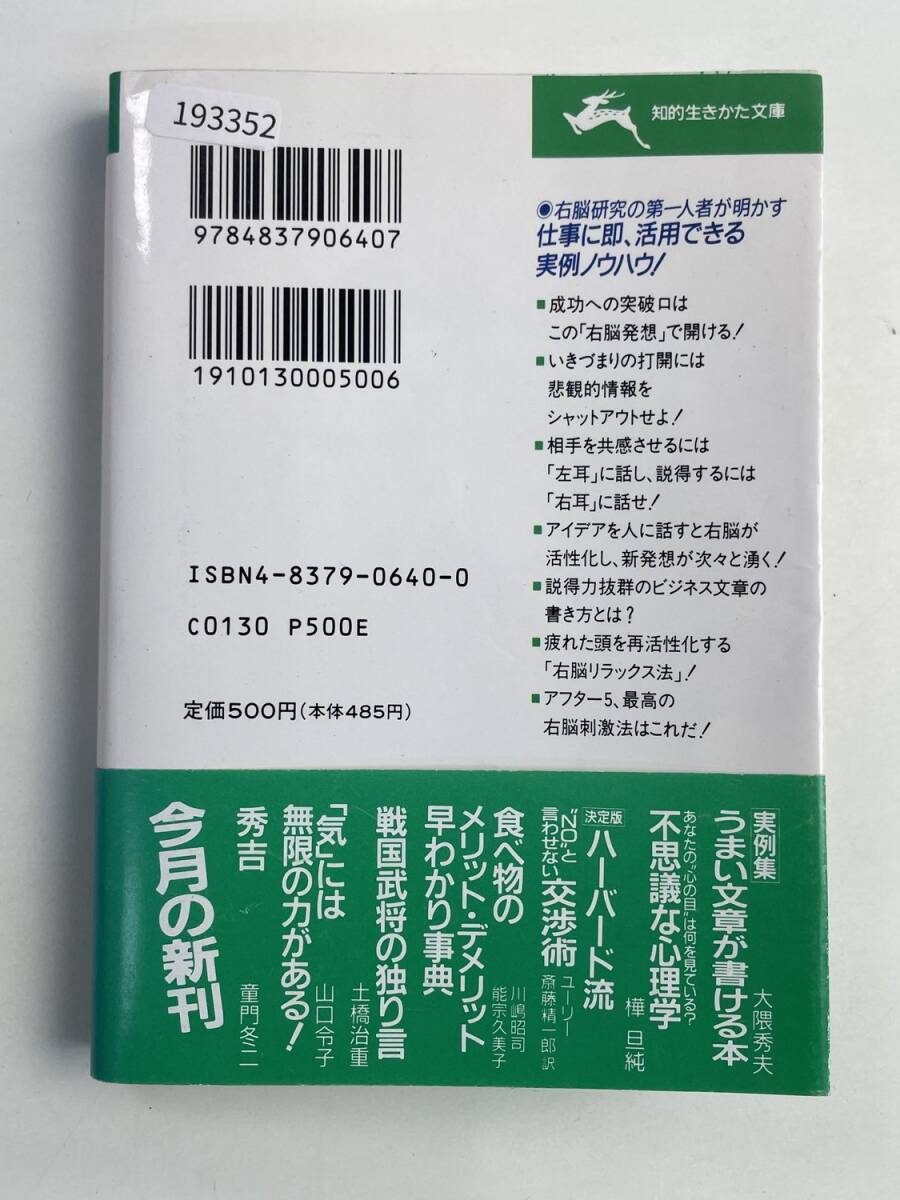 193352
9784837906407
1910130005006
ISBN4-8379-0640-0
C0130 P500E
定価500円(本体485円)
知的生きかた文庫
◉右脳研究の第一人者が明かす
仕事に即、活用できる
実例ノウハウ!
■成功への突破口は
この「右脳発想」で開ける!
■いきづまりの打開には
悲観的情報を
シャットアウトせよ!
■相手を共感させるには
「左耳」に話し、説得するには
「右耳」に話せ!
■アイデアを人に話すと右脳が
活性化し、新発想が次々と湧く!
■説得力抜群のビジネス文章の
書き方とは?
■疲れた頭を再活性化する
「右脳リラックス法」!
■アフター5、最高の
右脳刺激法はこれだ!
実例集
うまい文章が書ける本
大隈秀夫
あなたの“心の目”は何を見ている?
不思議な心理学
樺旦純
決定版
ハーバード流
“NO”と
言わせない
交渉術
ユーリー
斎藤精一郎訳
食べ物の
メリット・デメリット
早わかり事典
川嶋昭司
能宗久美子
戦国武将の独り言
土橋治重
「気」には
無限の力がある!
山口令子
秀吉
童門冬二
今月の新刊